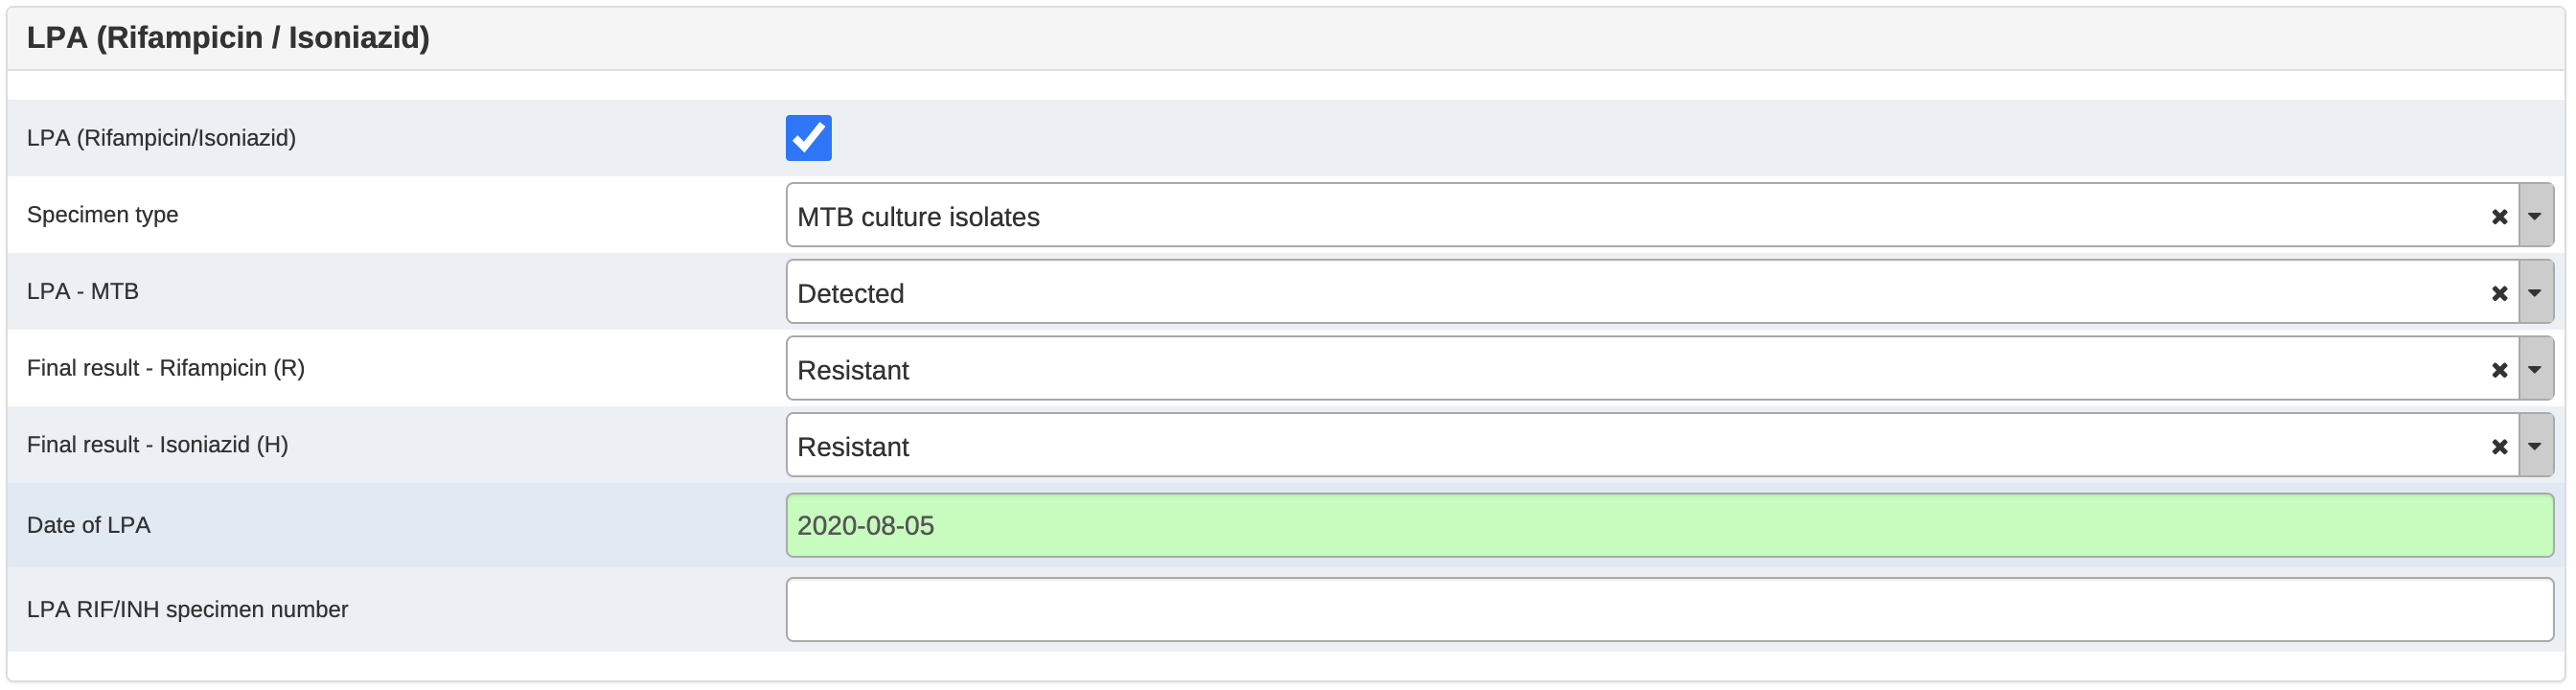 LPA (Rifampicin / Isoniazid)
LPA (Rifampicin/Isoniazid)
Specimen type
MTB culture isolates
LPA - MTB
Detected
Final result - Rifampicin (R)
Resistant
Final result - Isoniazid (H)
Resistant
Date of LPA
2020-08-05
LPA RIF/INH specimen number